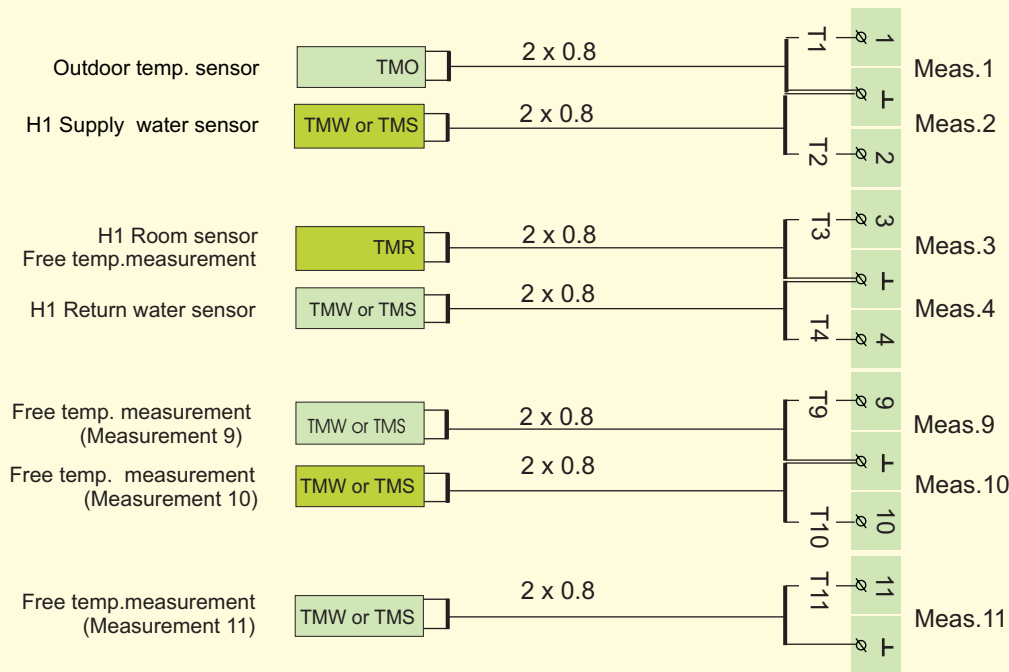 Outdoor temp. sensor TMO 2 x 0.8 T1 1 Meas.1
H1 Supply water sensor TMW or TMS 2 x 0.8 T2 2 Meas.2
H1 Room sensor
Free temp.measurement TMR 2 x 0.8 T3 3 Meas.3
H1 Return water sensor TMW or TMS 2 x 0.8 T4 4 Meas.4
Free temp. measurement
(Measurement 9) TMW or TMS 2 x 0.8 T9 9 Meas.9
Free temp. measurement
(Measurement 10) TMW or TMS 2 x 0.8 T10 10 Meas.10
Free temp.measurement
(Measurement 11) TMW or TMS 2 x 0.8 T11 11 Meas.11